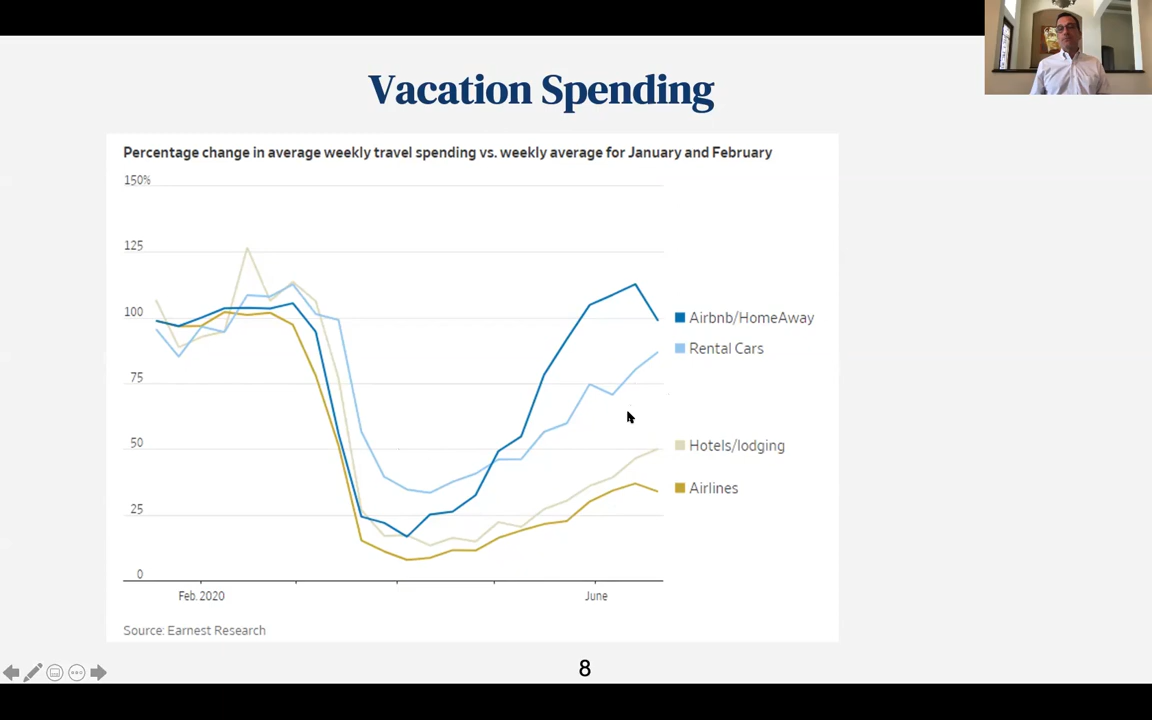 Vacation Spending
Percentage change in average weekly travel spending vs. weekly average for January and February
150%
125
100
75
50
25
0
Feb. 2020
June
Airbnb/HomeAway
Rental Cars
Hotels/lodging
Airlines
Source: Earnest Research
8